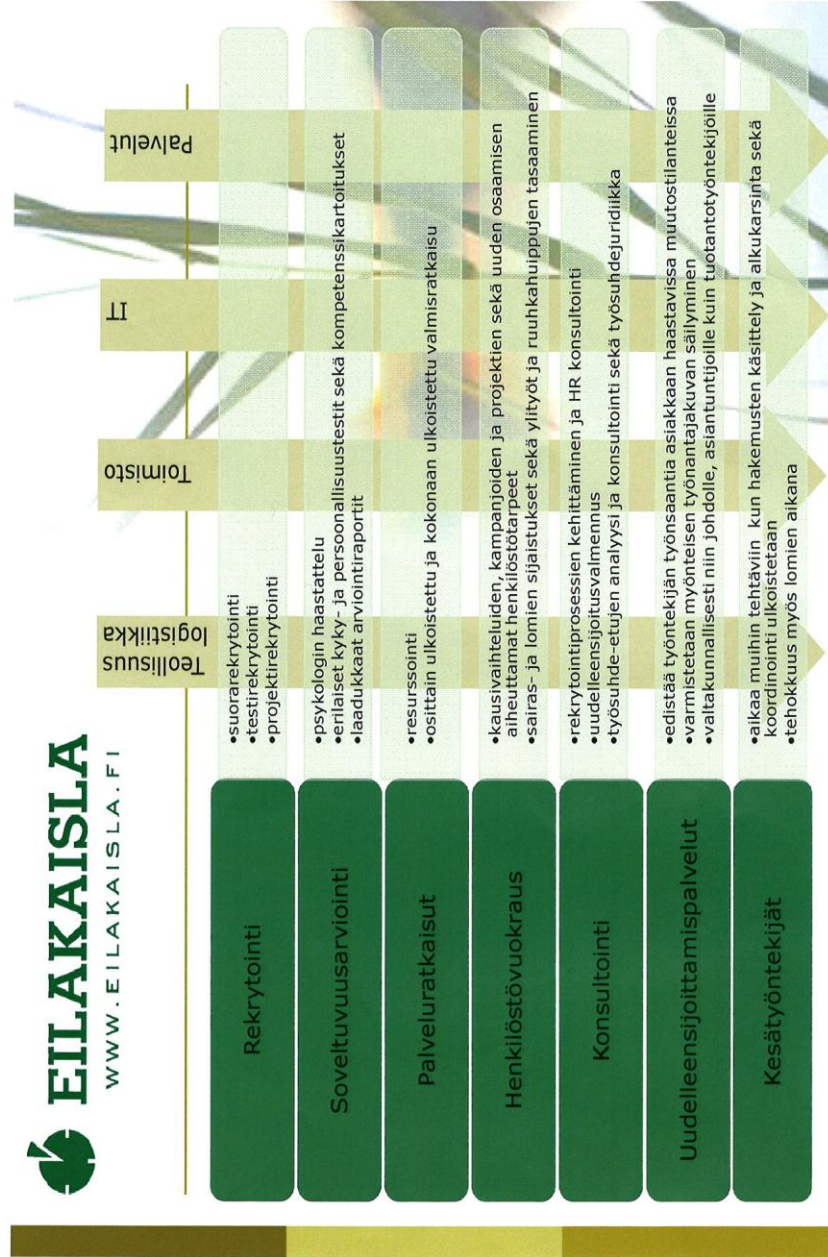 EILAKAISLA
WWW.EILAKAISLA.FI
Teollisuus
logistiikka
Toimisto
IT
Palvelut
Rekrytointi
•suorarekrytointi
•testirekrytointi
•projektirekrytointi
Soveltuvuusarviointi
•psykologin haastattelu
•erilaiset kyky- ja persoonallisuustestit sekä kompetenssikartoitukset
•laadukkaat arviointiraportit
Palveluratkaisut
•resurssointi
•osittain ulkoistettu ja kokonaan ulkoistettu valmisratkaisu
Henkilöstövuokraus
•kausivaihteluiden, kampanjoiden ja projektien sekä uuden osaamisen
aiheuttamat henkilöstötarpeet
•sairas- ja lomien sijaistukset sekä ylityöt ja ruuhkahuippujen tasaaminen
Konsultointi
•rekrytointiprosessien kehittäminen ja HR konsultointi
•uudelleensijoitusvalmennus
•työsuhde-etujen analyysi ja konsultointi sekä työsuhdejuridiikka
Uudelleensijoittamispalvelut
•edistää työntekijän työnsaantia asiakkaan haastavissa muutostilanteissa
•varmistetaan myönteisen työnantajakuvan säilyminen
•valtakunnallisesti niin johdolle, asiantuntijoille kuin tuotantotyöntekijöille
Kesätyöntekijät
•aikaa muihin tehtäviin kun hakemusten käsittely ja alkukarsinta sekä
koordinointi ulkoistetaan
•tehokkuus myös lomien aikana